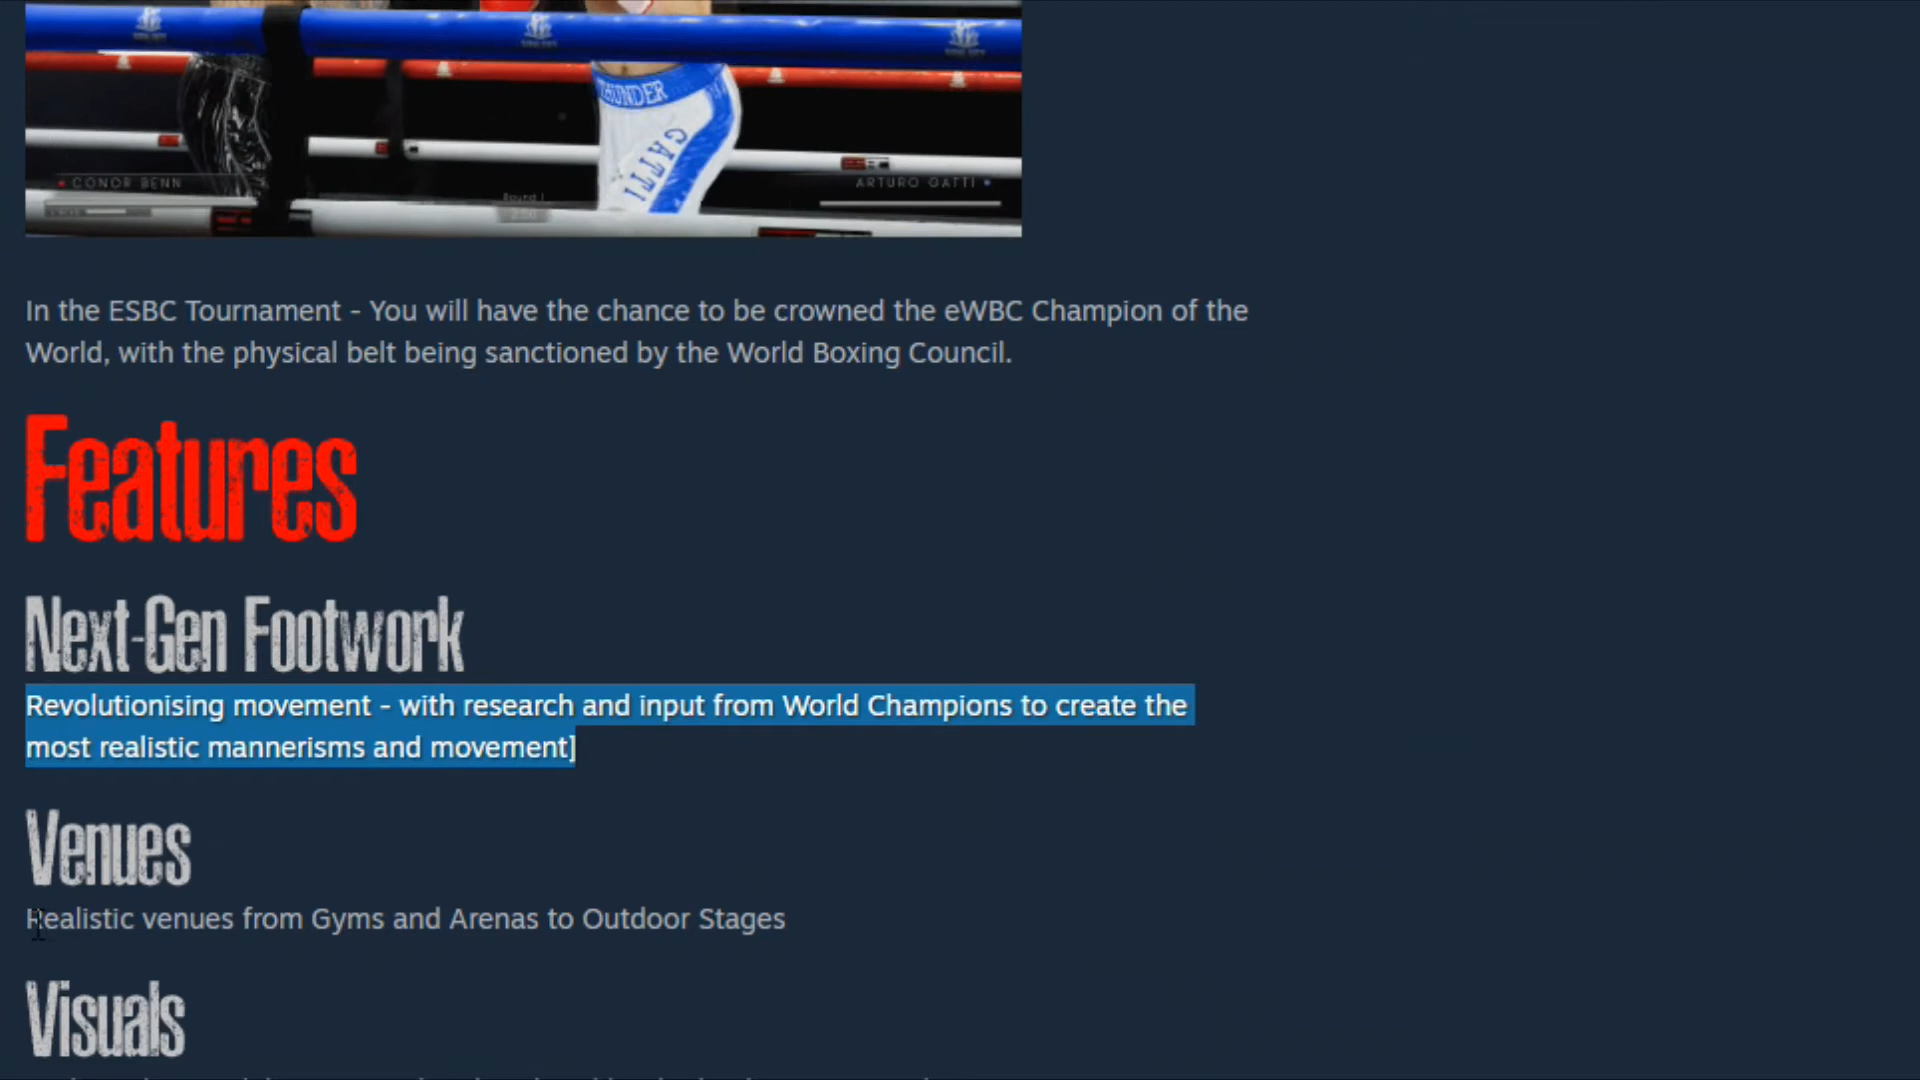 THUNDER
GATTI
CONOR BENN
ARTURO GATTI
Round 1
In the ESBC Tournament - You will have the chance to be crowned the eWBC Champion of the
World, with the physical belt being sanctioned by the World Boxing Council.
Features
Next-Gen Footwork
Revolutionising movement - with research and input from World Champions to create the
most realistic mannerisms and movement]
Venues
Realistic venues from Gyms and Arenas to Outdoor Stages
Visuals